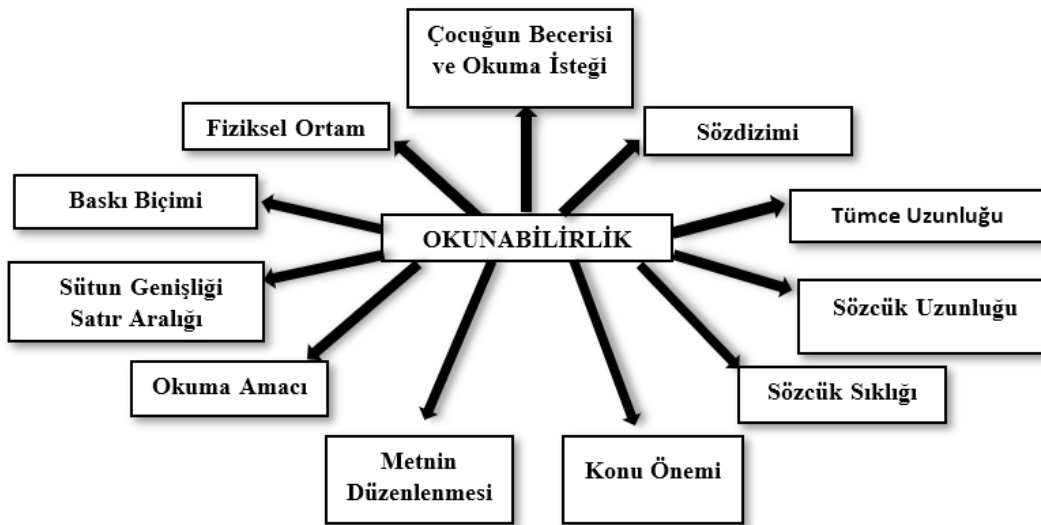 Çocuğun Becerisi
ve Okuma İsteği
Fiziksel Ortam
Sözdizimi
Baskı Biçimi
Tümce Uzunluğu
OKUNABİLİRLİK
Sütun Genişliği
Satır Aralığı
Sözcük Uzunluğu
Okuma Amacı
Sözcük Sıklığı
Metnin
Düzenlenmesi
Konu Önemi